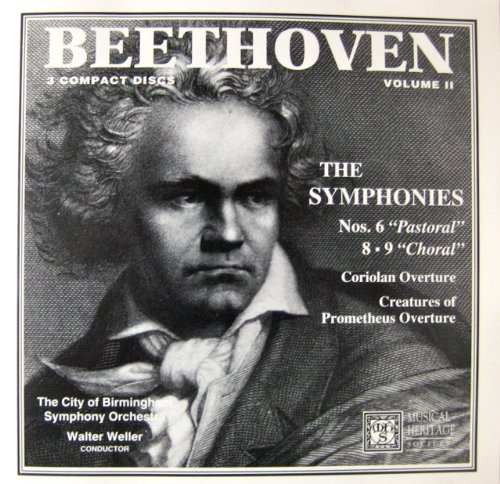 BEETHOVEN
3 COMPACT DISCS
VOLUME II
THE
SYMPHONIES
Nos. 6 “Pastoral”
8 • 9 “Choral”
Coriolan Overture
Creatures of
Prometheus Overture
The City of Birmingham
Symphony Orchestra
Walter Weller
CONDUCTOR
MUSICAL
HERITAGE
SOCIETY